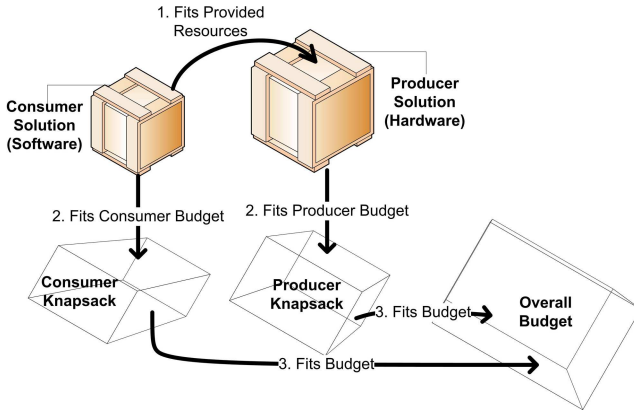 1. Fits Provided
Resources
Consumer
Solution
(Software)
Producer
Solution
(Hardware)
2. Fits Consumer Budget
2. Fits Producer Budget
Consumer
Knapsack
Producer
Knapsack
3. Fits Budget
Overall
Budget
3. Fits Budget